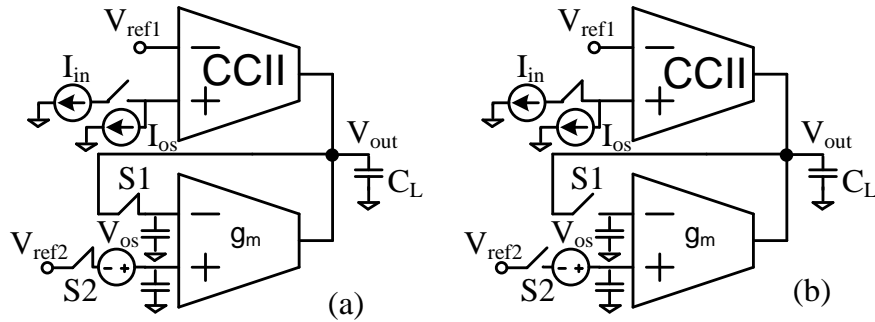 Vref1
CCII
Iin
Ios
Vout
S1
CL
Vos
gm
Vref2
S2
(a)
Vref1
CCII
Iin
Ios
Vout
S1
CL
Vos
gm
Vref2
S2
(b)